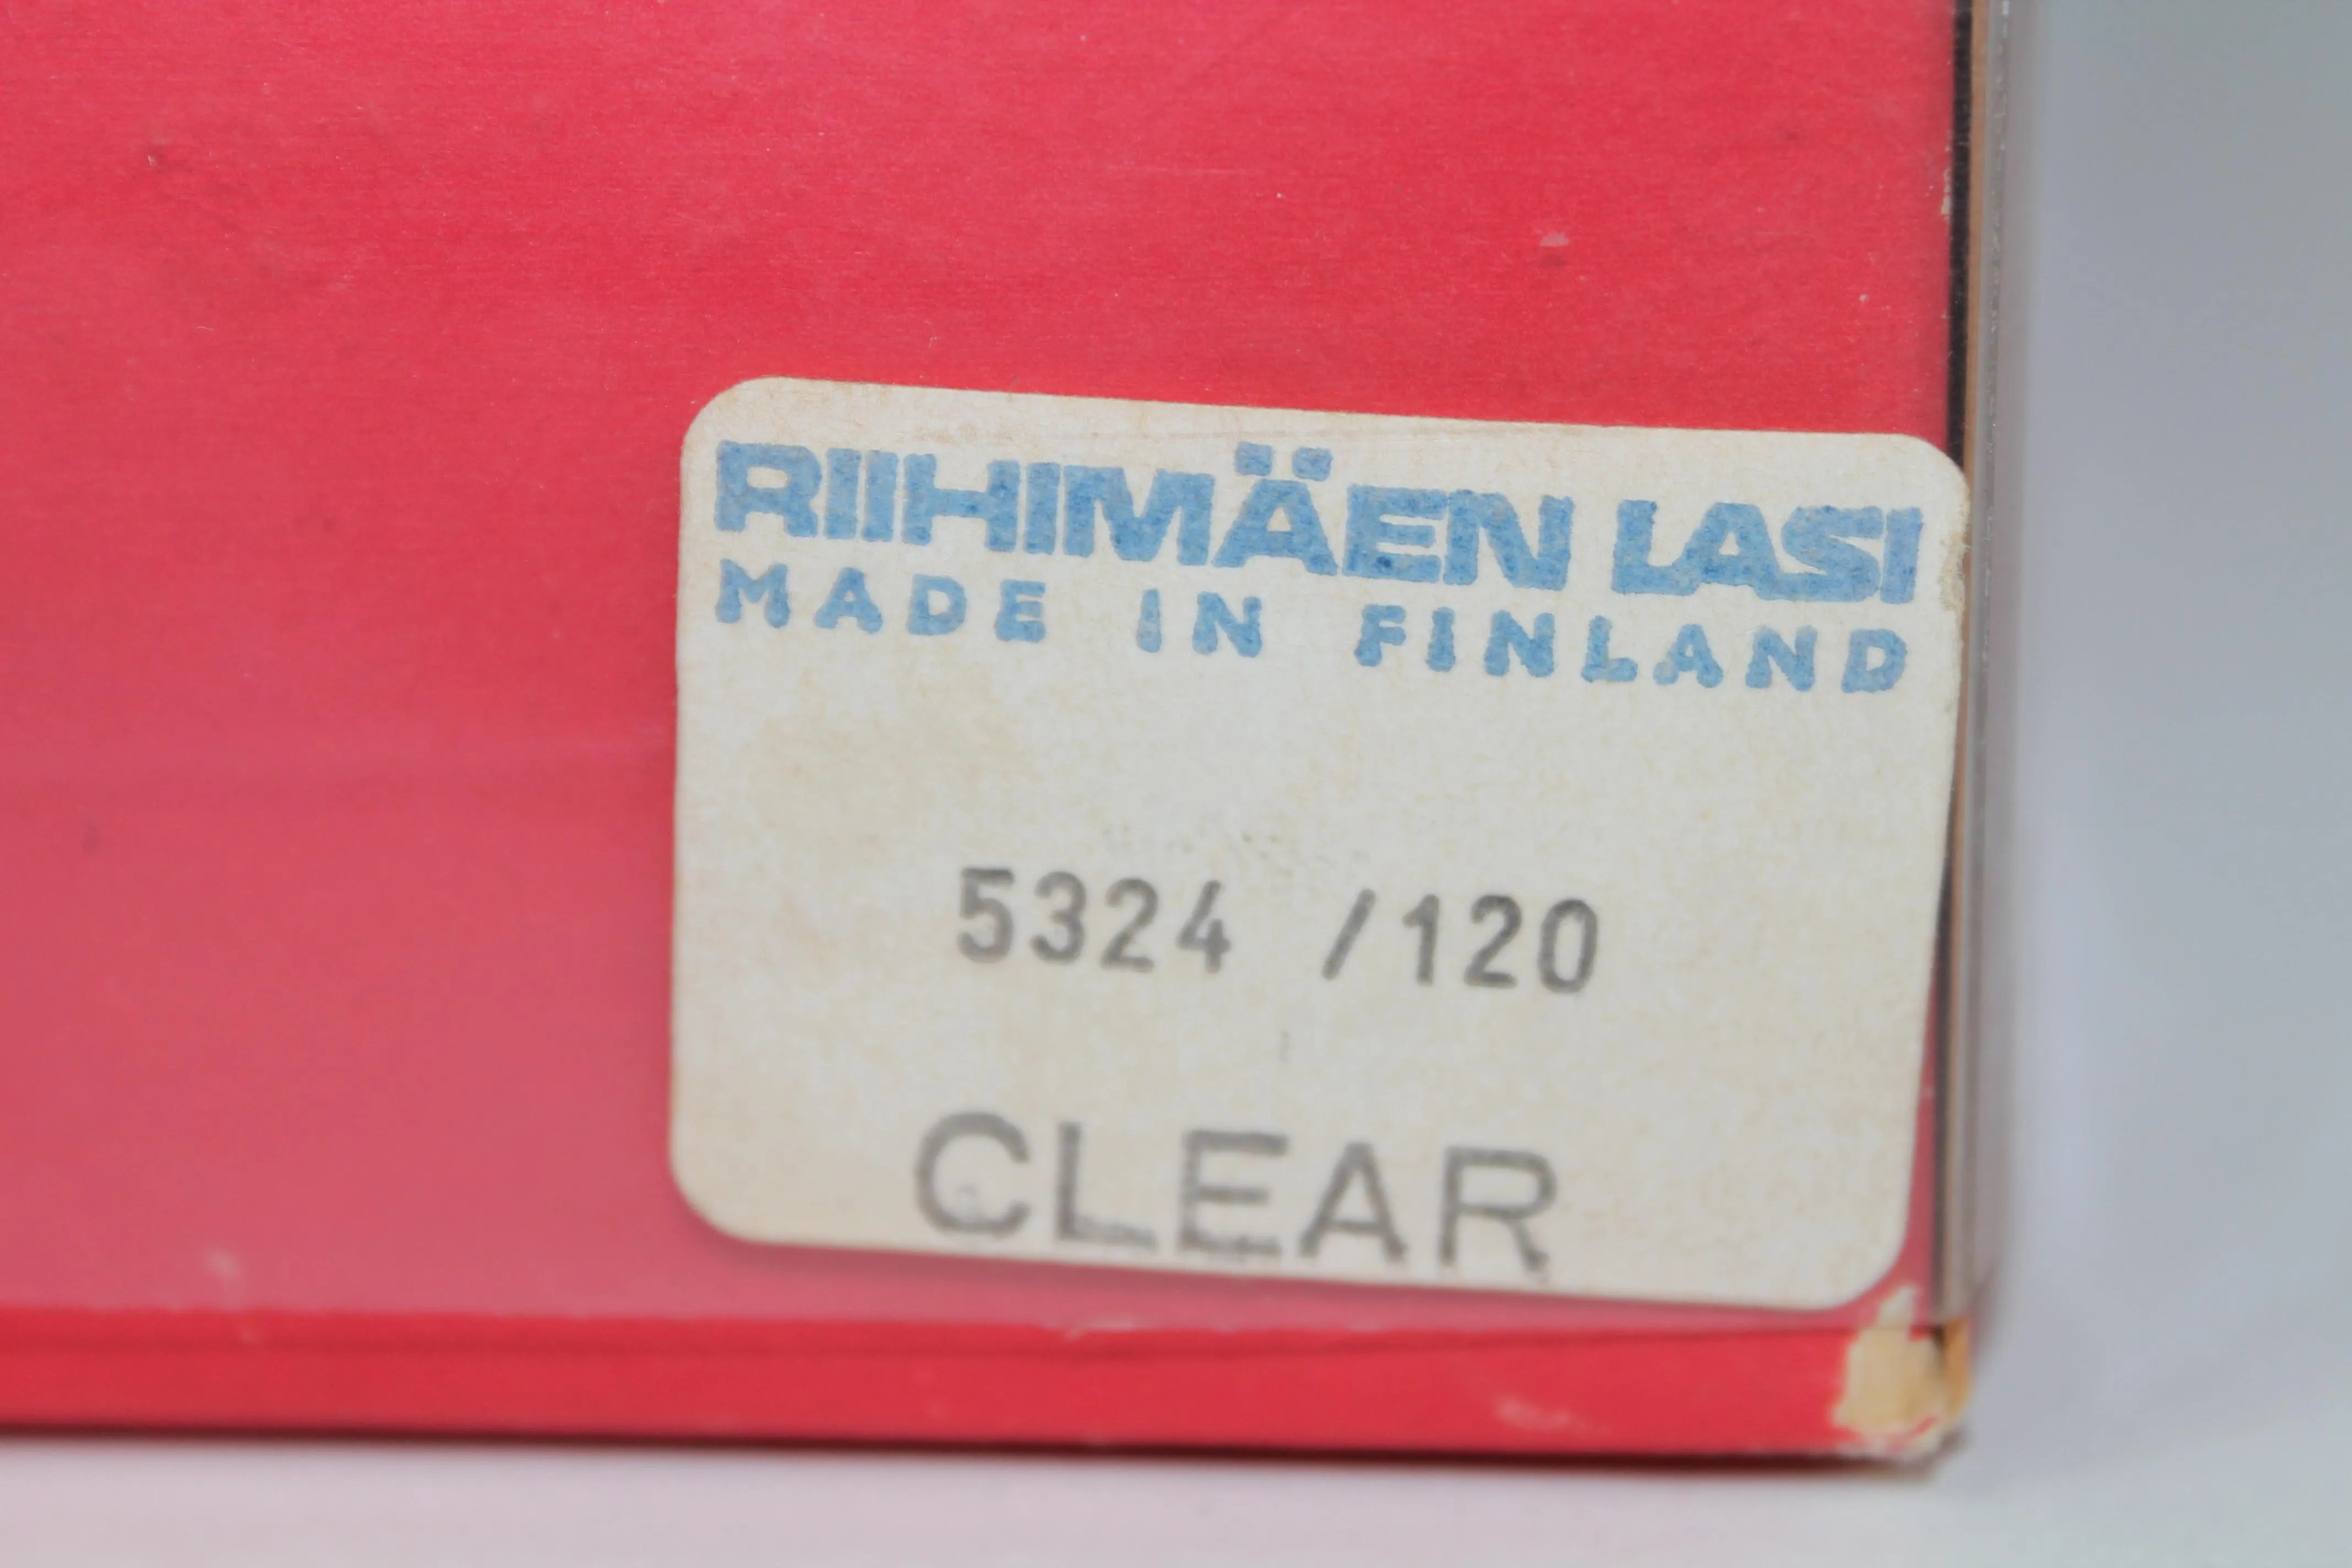 RIIHIMÄEN LASI
MADE IN FINLAND
5324 /120
CLEAR